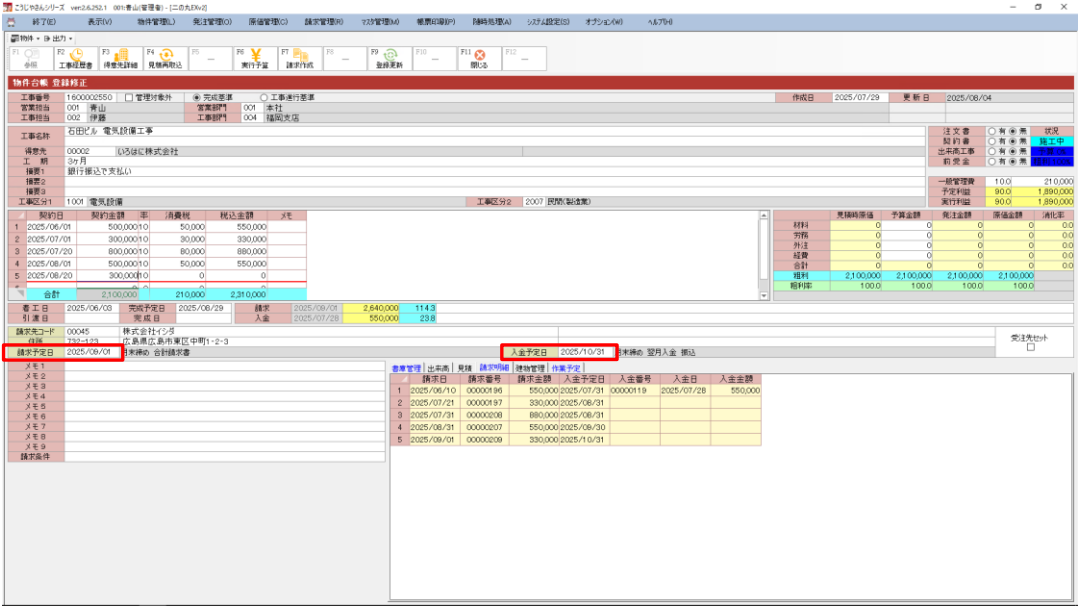 こうじやさんシリーズ ver:2.6.252.1 001:青山(管理者) - [二の丸EXv2]
終了(E) 表示(V) 物件管理(L) 発注管理(O) 原価管理(C) 請求管理(R) マスタ管理(M) 帳票印刷(P) 随時処理(A) システム設定(S) オプション(W) ヘルプ(H)
物件 出力
F1 参照 F2 工事経歴書 F3 得意先詳細 F4 見積再取込 F5 F6 実行予算 F7 請求作成 F8 F9 登録更新 F10 F11 閉じる F12
物件台帳 登録修正
工事番号 1600002550 管理対象外 完成基準 工事進行基準 作成日 2025/07/29 更新日 2025/08/04
営業担当 001 青山 営業部門 001 本社
工事担当 002 伊藤 工事部門 004 福岡支店
工事名称 石田ビル 電気設備工事
注文書 有 無 状況
契約書 有 無 施工中
得意先 00002 いろはに株式会社 出来高工事 有 無
工 期 3ヶ月 前受金 有 無
摘要1 銀行振込で支払い
摘要2 一般管理費 10.0 210,000
摘要3 予定利益 90.0 1,890,000
工事区分1 1001 電気設備 工事区分2 2007 民間(製造業) 実行利益 90.0 1,890,000
契約日 契約金額 率 消費税 税込金額 メモ
1 2025/06/01 500,000 10 50,000 550,000
2 2025/07/01 300,000 10 30,000 330,000
3 2025/07/20 800,000 10 80,000 880,000
4 2025/08/01 500,000 10 50,000 550,000
5 2025/08/20 300,000 10 0 0
合計 2,100,000 210,000 2,310,000
見積時原価 予算金額 発注金額 原価金額 消化率
材料 0 0 0 0 0.0
労務 0 0 0 0 0.0
外注 0 0 0 0 0.0
経費 0 0 0 0 0.0
合計 0 0 0 0 0.0
粗利 2,100,000 2,100,000 2,100,000 2,100,000
粗利率 100.0 100.0 100.0 100.0
着工日 2025/06/03 完成予定日 2025/08/29 請求 2025/09/01 2,640,000 114.3
引渡日 完成日 入金 2025/07/28 550,000 23.8
請求先コード 00045 株式会社イシダ
住所 732-123 広島県広島市東区中町1-2-3
受注先セット
請求予定日 2025/09/01 月末締め 合計請求書 入金予定日 2025/10/31 月末締め 翌月入金 振込
メモ1
メモ2
メモ3
メモ4
メモ5
メモ6
メモ7
メモ8
メモ9
請求条件
書庫管理 出来高 見積 請求明細 建物管理 作業予定
請求日 請求番号 請求金額 入金予定日 入金番号 入金日 入金金額
1 2025/06/10 00000196 550,000 2025/07/31 00000119 2025/07/28 550,000
2 2025/07/21 00000197 330,000 2025/08/31
3 2025/07/31 00000208 880,000 2025/08/31
4 2025/08/31 00000207 550,000 2025/09/30
5 2025/09/01 00000209 330,000 2025/10/31